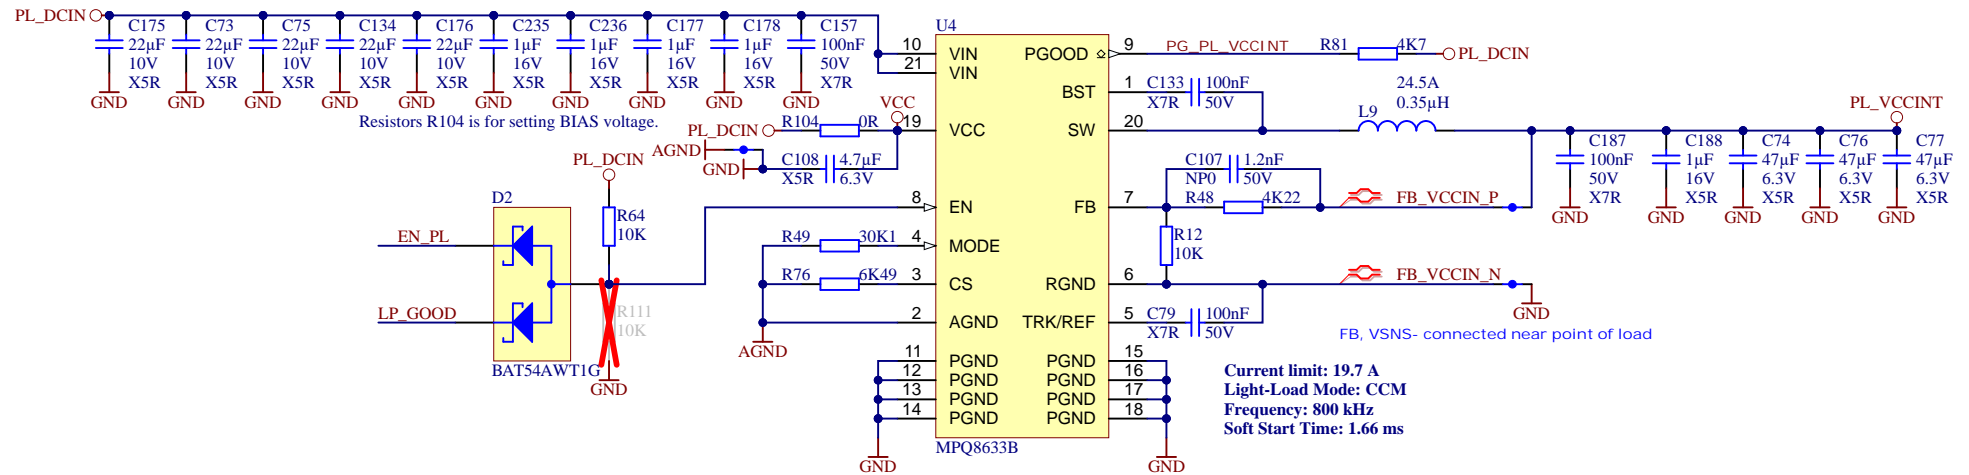 PL_DCIN
C175 22µF 10V X5R GND
C73 22µF 10V X5R GND
C75 22µF 10V X5R GND
C134 22µF 10V X5R GND
C176 22µF 10V X5R GND
C235 1µF 16V X5R GND
C236 1µF 16V X5R GND
C177 1µF 16V X5R GND
C178 1µF 16V X5R GND
C157 100nF 50V X7R GND
Resistors R104 is for setting BIAS voltage.
PL_DCIN R104 0R VCC
AGND
GND C108 4.7µF X5R 6.3V
PL_DCIN
R64 10K
D2
EN_PL
LP_GOOD
BAT54AWT1G
R111 10K
GND
R49 30K1
R76 6K49
AGND
U4
10 VIN
21 VIN
19 VCC
8 EN
4 MODE
3 CS
2 AGND
11 PGND
12 PGND
13 PGND
14 PGND
GND
PGOOD 9
BST 1
SW 20
FB 7
RGND 6
TRK/REF 5
PGND 15
PGND 16
PGND 17
PGND 18
GND
MPQ8633B
PG_PL_VCCINT R81 4K7 PL_DCIN
C133 100nF X7R 50V
24.5A
0.35µH
L9
PL_VCCINT
C107 1.2nF NP0 50V
R48 4K22 FB_VCCIN_P
R12 10K
FB_VCCIN_N
GND
C79 100nF X7R 50V
C187 100nF 50V X7R GND
C188 1µF 16V X5R GND
C74 47µF 6.3V X5R GND
C76 47µF 6.3V X5R GND
C77 47µF 6.3V X5R GND
FB, VSNS- connected near point of load
Current limit: 19.7 A
Light-Load Mode: CCM
Frequency: 800 kHz
Soft Start Time: 1.66 ms